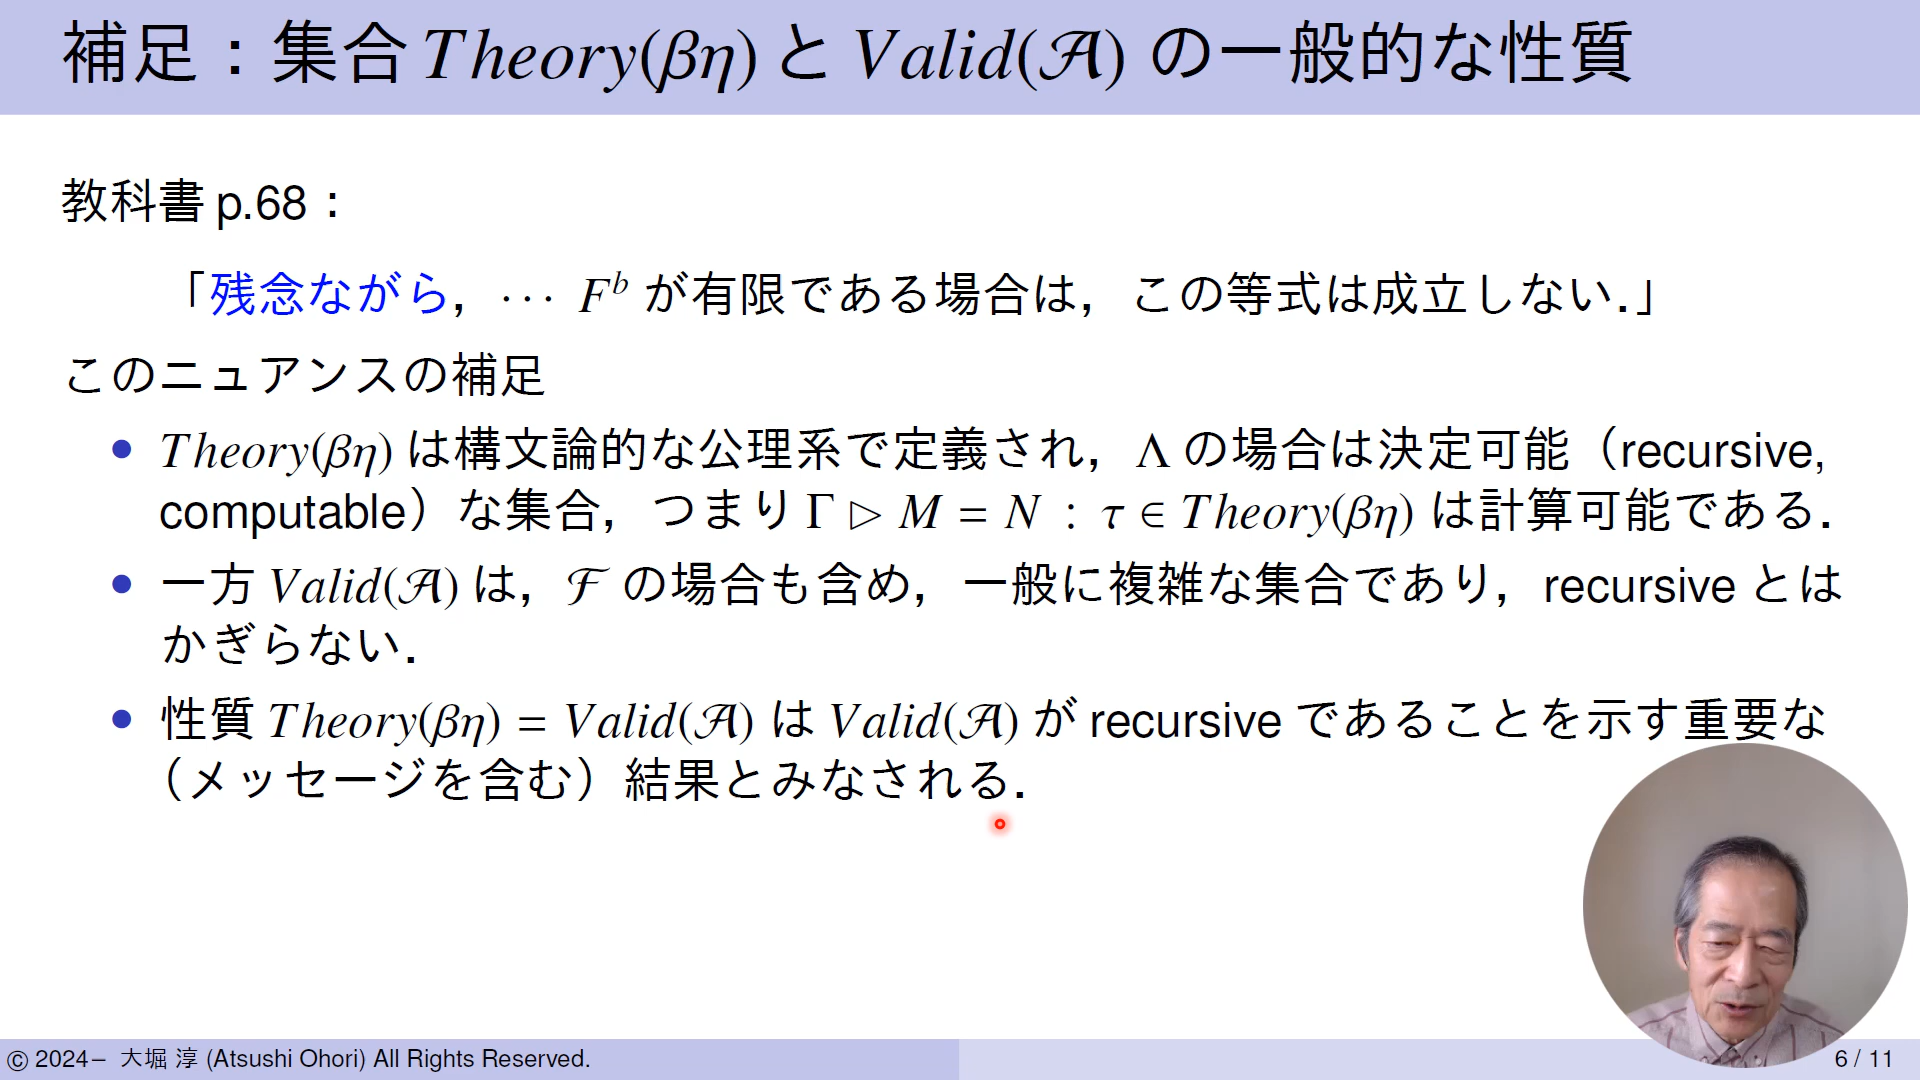 補足：集合 Theory(βη) と Valid(𝒜) の一般的な性質
教科書 p.68：
「残念ながら，⋯ Fᵇ が有限である場合は，この等式は成立しない．」
このニュアンスの補足
• Theory(βη) は構文論的な公理系で定義され，Λ の場合は決定可能（recursive,
computable）な集合，つまり Γ ▷ M = N : τ ∈ Theory(βη) は計算可能である．
• 一方 Valid(𝒜) は，ℱ の場合も含め，一般に複雑な集合であり，recursive とは
かぎらない．
• 性質 Theory(βη) = Valid(𝒜) は Valid(𝒜) が recursive であることを示す重要な
（メッセージを含む）結果とみなされる．
© 2024− 大堀 淳 (Atsushi Ohori) All Rights Reserved.
6 / 11